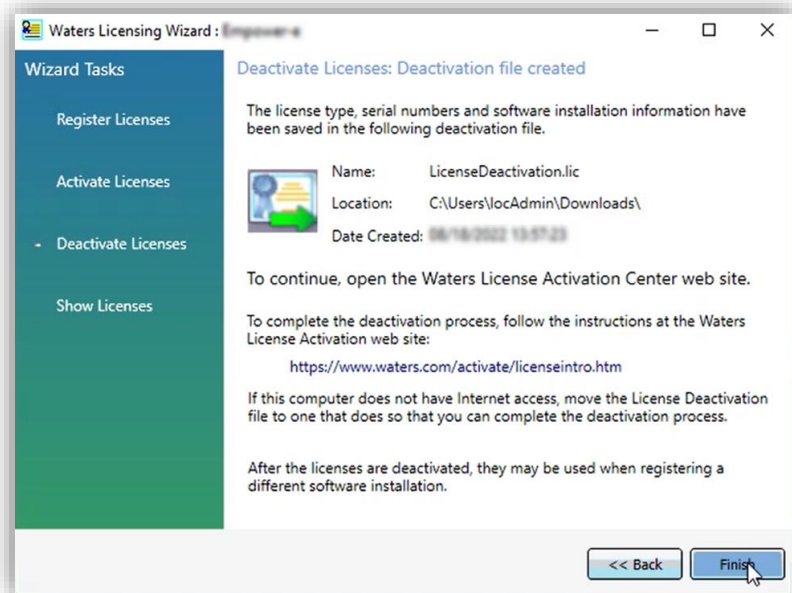 Waters Licensing Wizard :
Wizard Tasks
Register Licenses
Activate Licenses
- Deactivate Licenses
Show Licenses
Deactivate Licenses: Deactivation file created
The license type, serial numbers and software installation information have
been saved in the following deactivation file.
Name: LicenseDeactivation.lic
Location: C:\Users\locAdmin\Downloads\
Date Created:
To continue, open the Waters License Activation Center web site.
To complete the deactivation process, follow the instructions at the Waters
License Activation web site:
https://www.waters.com/activate/licenseintro.htm
If this computer does not have Internet access, move the License Deactivation
file to one that does so that you can complete the deactivation process.
After the licenses are deactivated, they may be used when registering a
different software installation.
<< Back
Finish